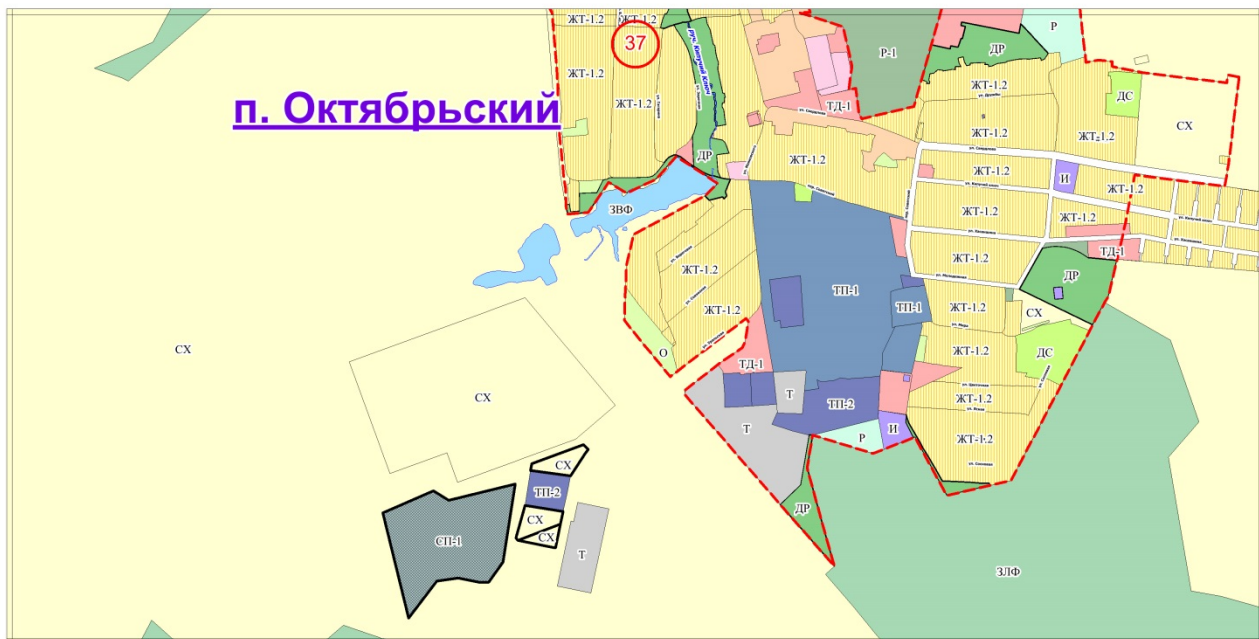 ЖТ-1.2
ЖТ-1.2
37
руч. Кипучий Ключ
Р
ДР
Р-1
ЖТ-1.2
ЖТ-1.2
ДС
п. Октябрьский
ЖТ-1.2
ТД-1
СХ
ЖТ-1.2
ЖТ-1.2
ДР
ЖТ-1.2
ЖТ-1.2
И
ЖТ-1.2
ЗВФ
ЖТ-1.2
ЖТ-1.2
ТД-1
ЖТ-1.2
ДР
ТП-1
ТП-1
ЖТ-1.2
ЖТ-1.2
СХ
СХ
О
ТД-1
ЖТ-1.2
ДС
СХ
Т
ТП-2
ЖТ-1.2
Т
Р
И
ЖТ-1.2
СХ
ТП-2
ДР
СХ
СХ
СП-1
Т
ЗЛФ